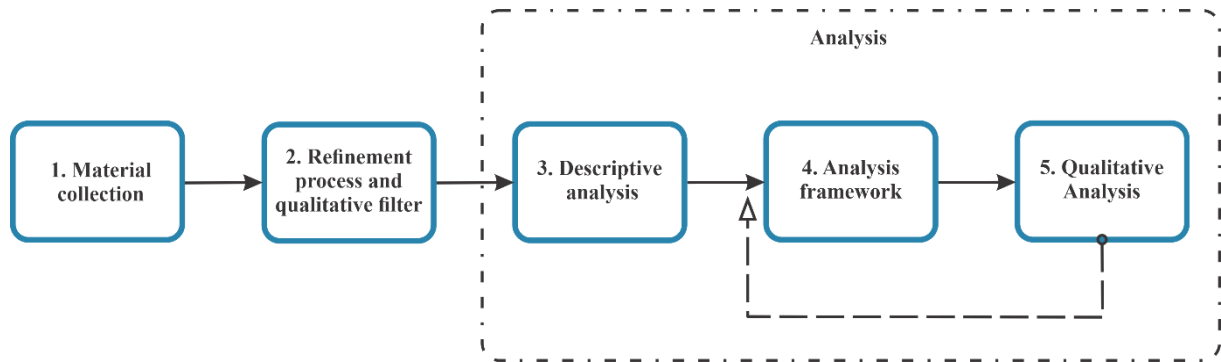 Analysis
1. Material
collection
2. Refinement
process and
qualitative filter
3. Descriptive
analysis
4. Analysis
framework
5. Qualitative
Analysis